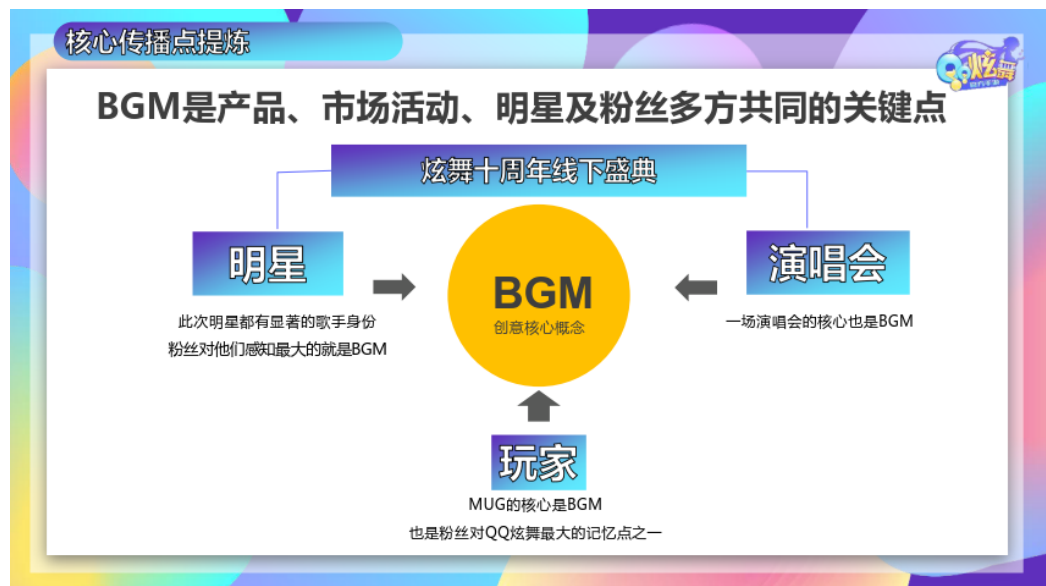 核心传播点提炼
QQ炫舞
BGM是产品、市场活动、明星及粉丝多方共同的关键点
炫舞十周年线下盛典
明星
演唱会
BGM
创意核心概念
此次明星都有显著的歌手身份
粉丝对他们感知最大的就是BGM
一场演唱会的核心也是BGM
玩家
MUG的核心是BGM
也是粉丝对QQ炫舞最大的记忆点之一